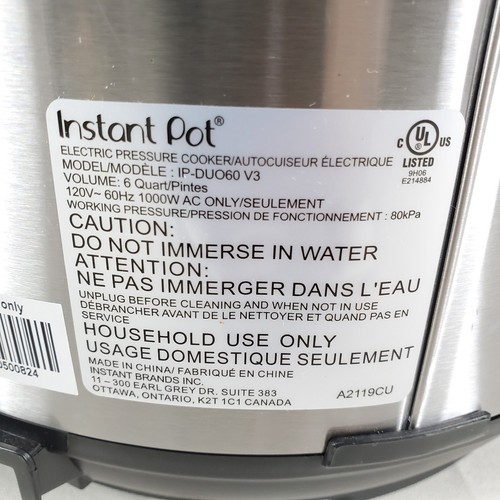 Instant Pot®
ELECTRIC PRESSURE COOKER/AUTOCUISEUR ÉLECTRIQUE
MODEL/MODÈLE : IP-DUO60 V3
VOLUME: 6 Quart/Pintes
120V~ 60Hz 1000W AC ONLY/SEULEMENT
WORKING PRESSURE/PRESSION DE FONCTIONNEMENT : 80kPa
C UL US
LISTED
9H06
E214884
CAUTION:
DO NOT IMMERSE IN WATER
ATTENTION:
NE PAS IMMERGER DANS L'EAU
UNPLUG BEFORE CLEANING AND WHEN NOT IN USE
DÉBRANCHER AVANT DE LE NETTOYER ET QUAND PAS EN
SERVICE
HOUSEHOLD USE ONLY
USAGE DOMESTIQUE SEULEMENT
MADE IN CHINA/ FABRIQUÉ EN CHINE
INSTANT BRANDS INC.
11 – 300 EARL GREY DR. SUITE 383
OTTAWA, ONTARIO, K2T 1C1 CANADA
A2119CU
only
0500824